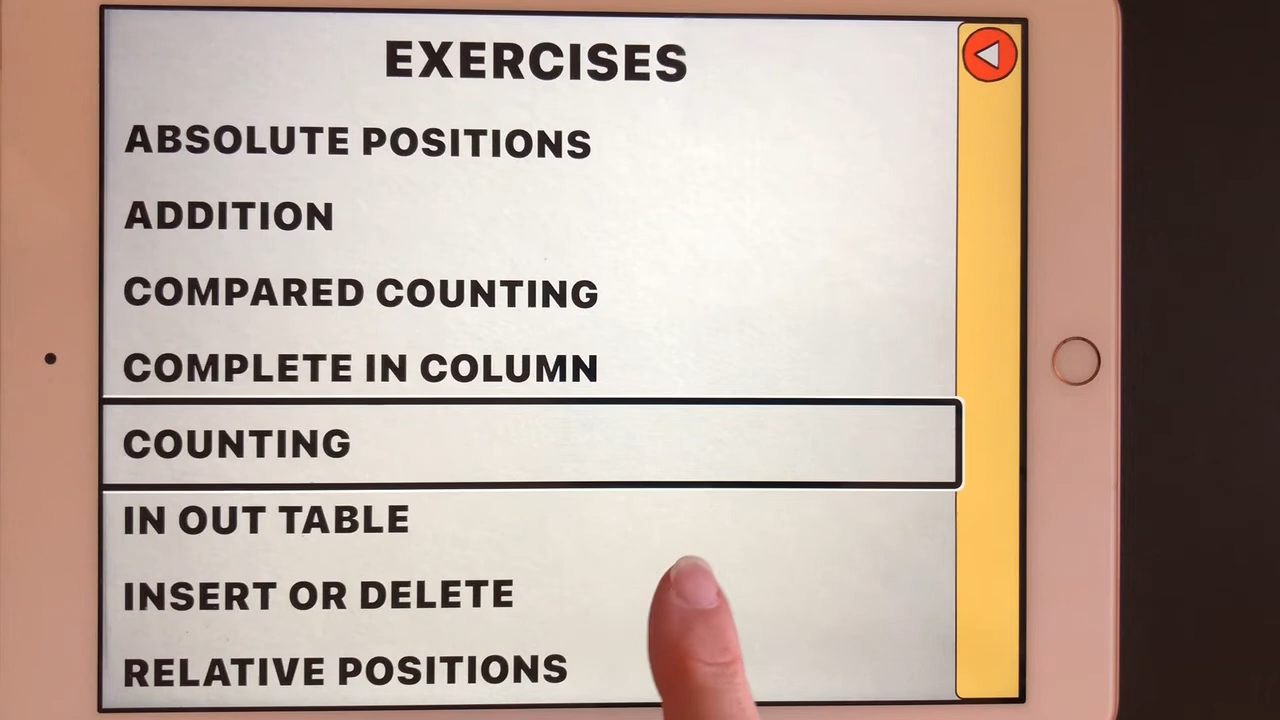 EXERCISES
ABSOLUTE POSITIONS
ADDITION
COMPARED COUNTING
COMPLETE IN COLUMN
COUNTING
IN OUT TABLE
INSERT OR DELETE
RELATIVE POSITIONS